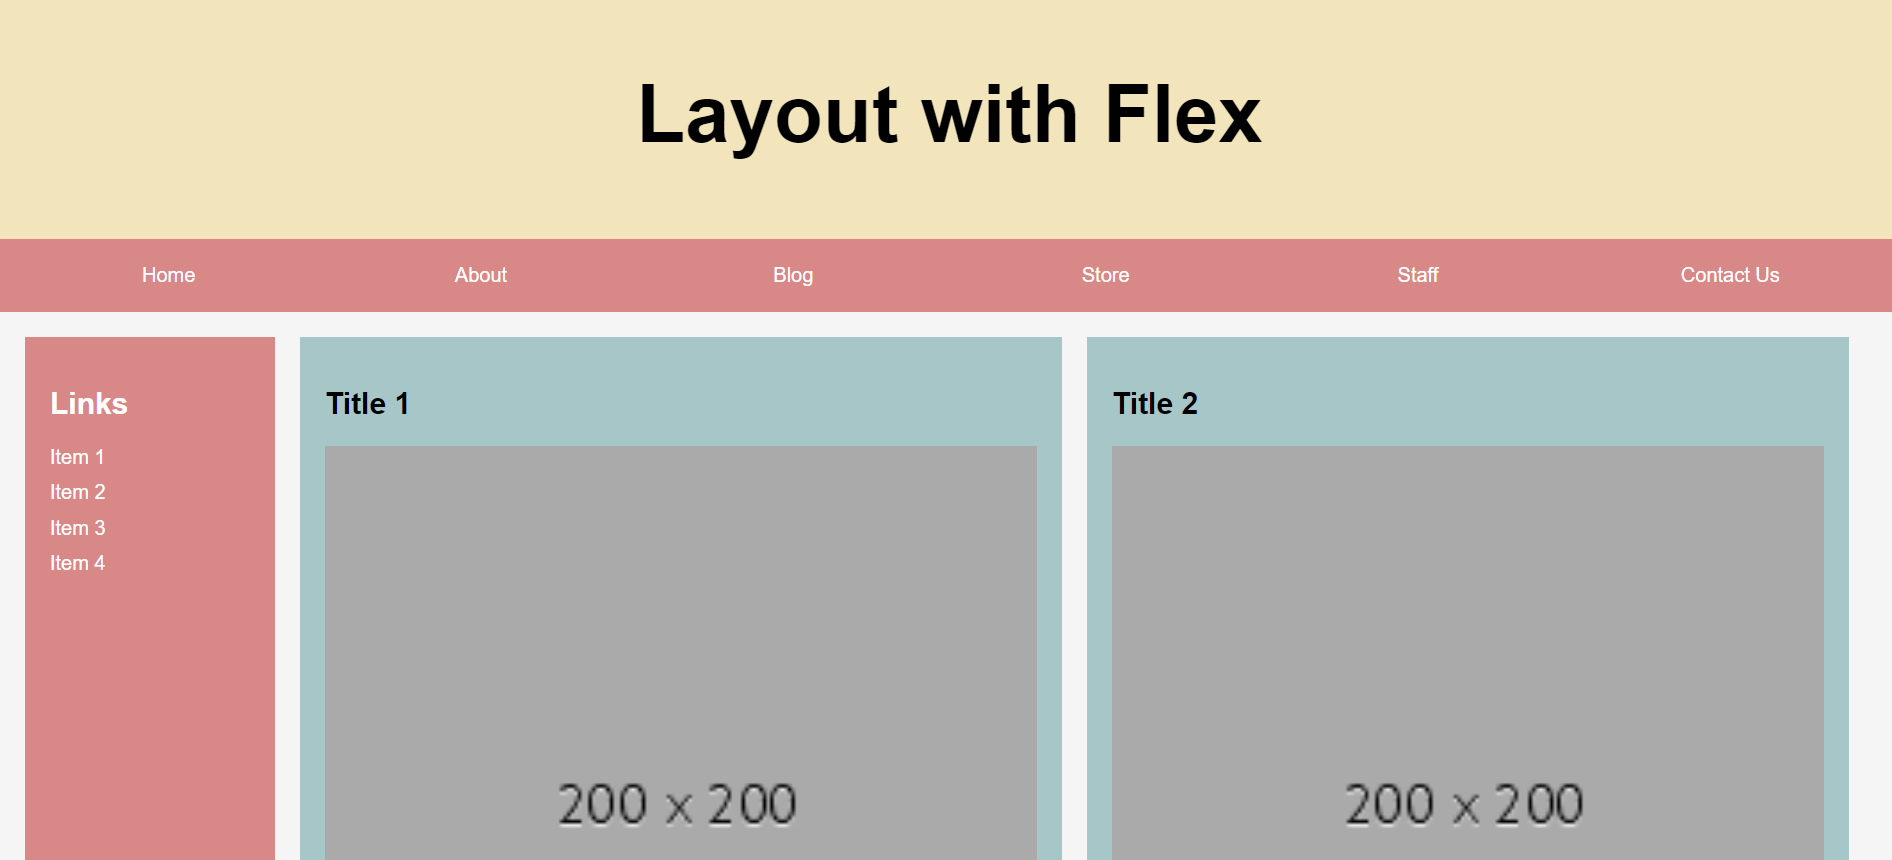 Layout with Flex
Home About Blog Store Staff Contact Us
Links
Item 1
Item 2
Item 3
Item 4
Title 1
200 x 200
Title 2
200 x 200